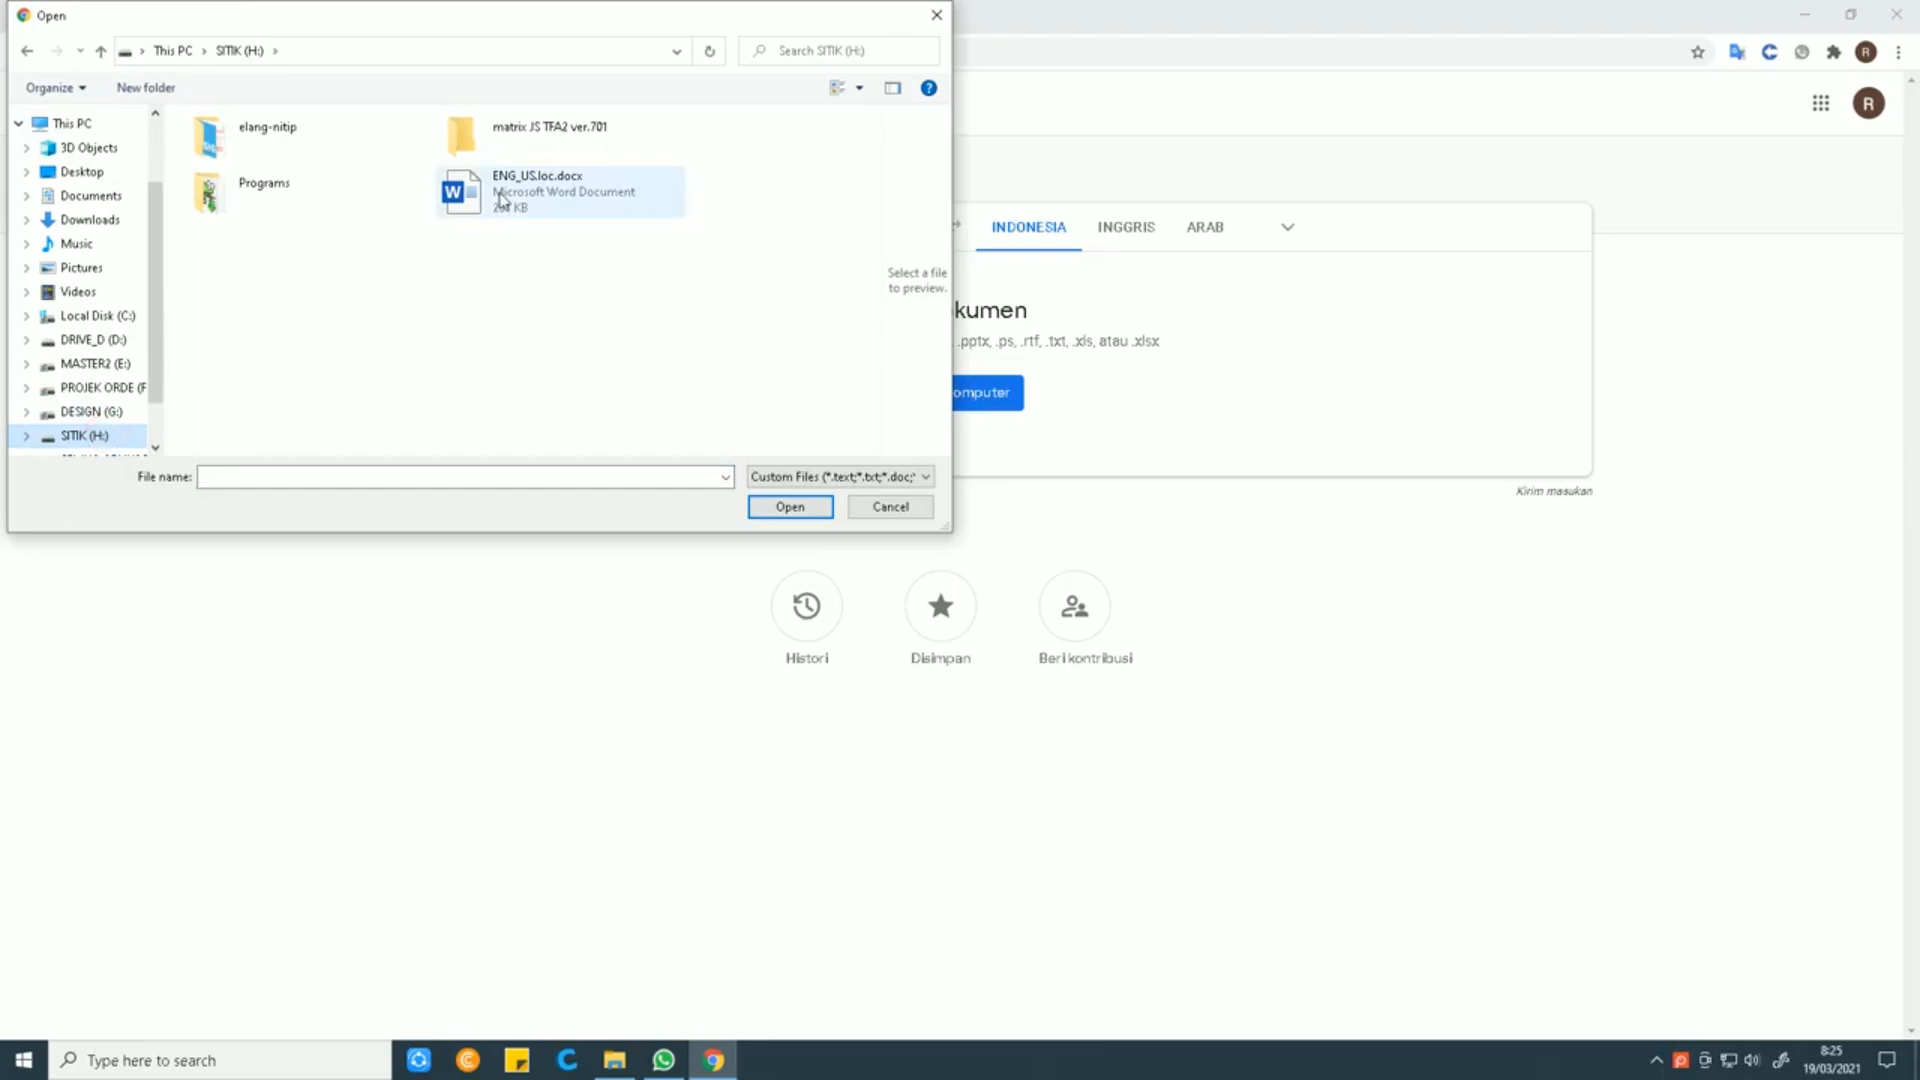 Open
This PC > SITIK (H:) >
Search SITIK (H:)
Organize
New folder
This PC
3D Objects
Desktop
Documents
Downloads
Music
Pictures
Videos
Local Disk (C:)
DRIVE_D (D:)
MASTER2 (E:)
PROJEK ORDE (F
DESIGN (G:)
SITIK (H:)
elang-nitip
Programs
matrix JS TFA2 ver.701
ENG_US.loc.docx
Microsoft Word Document
KB
Select a file
to preview.
File name:
Custom Files (*.text;*.txt;*.doc;*
Open
Cancel
R
R
INDONESIA
INGGRIS
ARAB
kumen
.pptx, .ps, .rtf, .txt, .xls, atau .xlsx
omputer
Kirim masukan
Histori
Disimpan
Beri kontribusi
Type here to search
8:25
19/03/2021